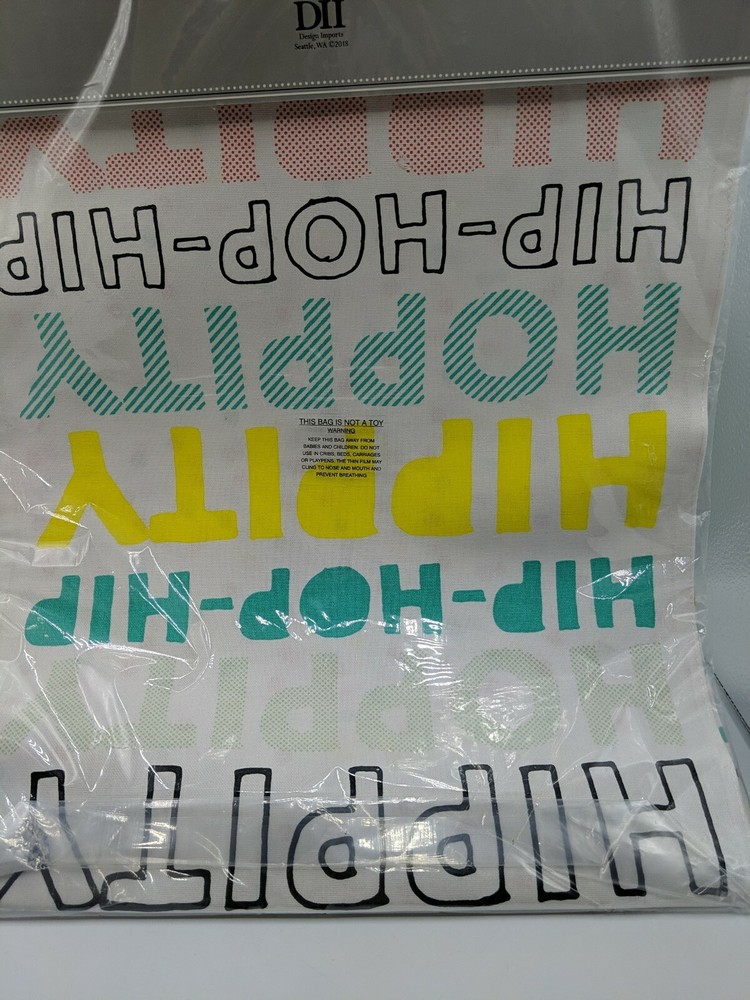 DII
Design Imports
Seattle, WA ©2018
HIPPITY
HIP-HOP-HIP
HOPPITY
HIPPITY
HIP-HOP-HIP
HOPPITY
HIPPITY
THIS BAG IS NOT A TOY
WARNING
KEEP THIS BAG AWAY FROM
BABIES AND CHILDREN. DO NOT
USE IN CRIBS, BEDS, CARRIAGES
OR PLAYPENS. THE THIN FILM MAY
CLING TO NOSE AND MOUTH AND
PREVENT BREATHING